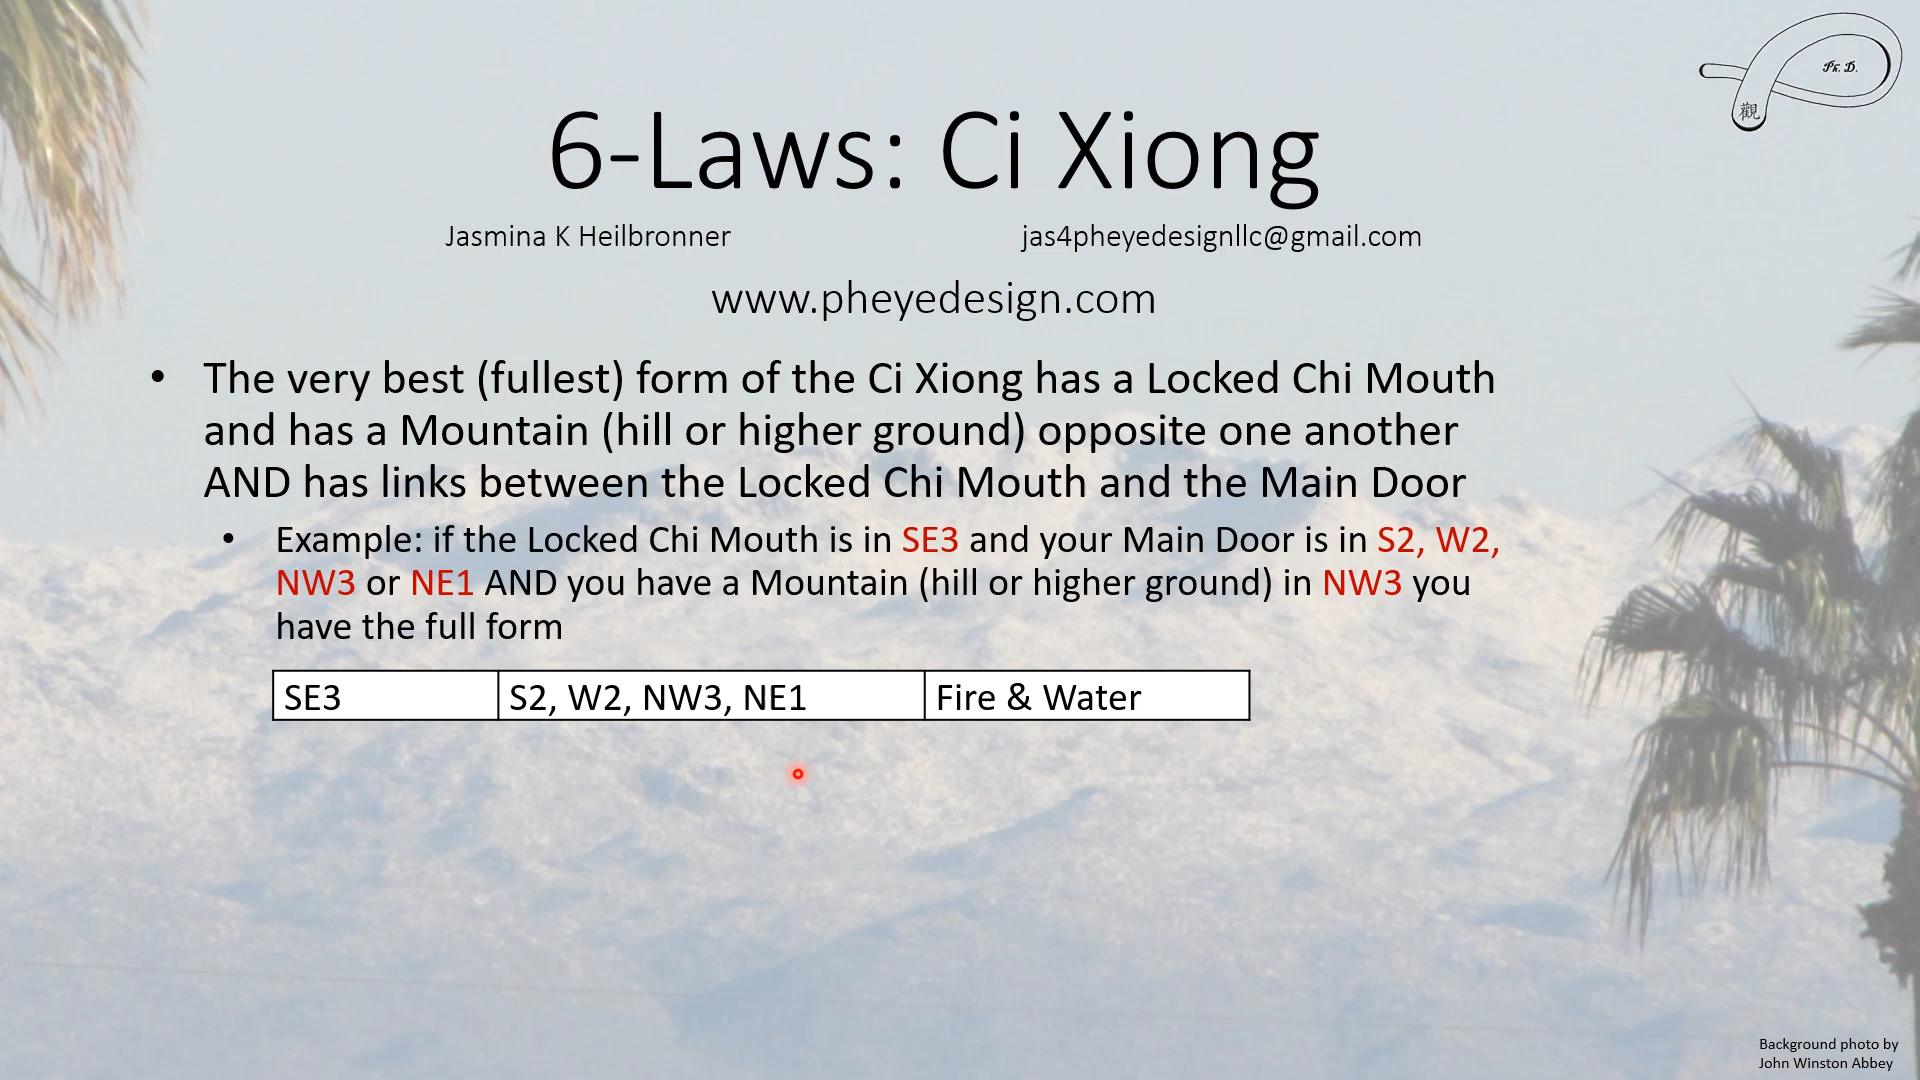 Ph. D.
觀
6-Laws: Ci Xiong
Jasmina K Heilbronner
jas4pheyedesignllc@gmail.com
www.pheyedesign.com
• The very best (fullest) form of the Ci Xiong has a Locked Chi Mouth
and has a Mountain (hill or higher ground) opposite one another
AND has links between the Locked Chi Mouth and the Main Door
• Example: if the Locked Chi Mouth is in SE3 and your Main Door is in S2, W2,
NW3 or NE1 AND you have a Mountain (hill or higher ground) in NW3 you
have the full form
SE3 S2, W2, NW3, NE1 Fire & Water
Background photo by
John Winston Abbey